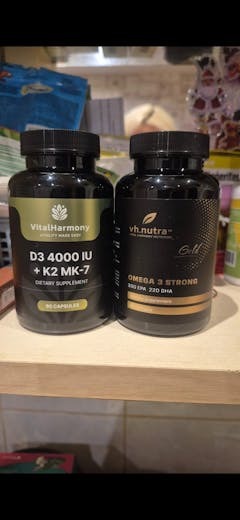 VitalHarmony
VITALITY MADE EASY
D3 4000 IU
+ K2 MK-7
DIETARY SUPPLEMENT
90 CAPSULES
vh.nutra
Gold
OMEGA 3 STRONG
330 EPA 220 DHA